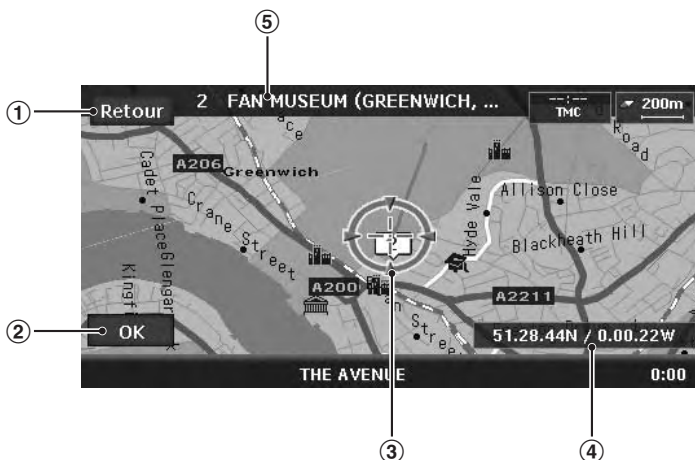 ⑤
① Retour 2 FAN MUSEUM (GREENWICH, ... --:-- TMC 200m
Road
A206 Greenwich
Cadet Place
Crane Street
Hyde Vale
Allison Close
Blackheath Hill
Glengar
A200
A2211
Kingfi
② OK
Street
51.28.44N / 0.00.22W
THE AVENUE 0:00
③ ④